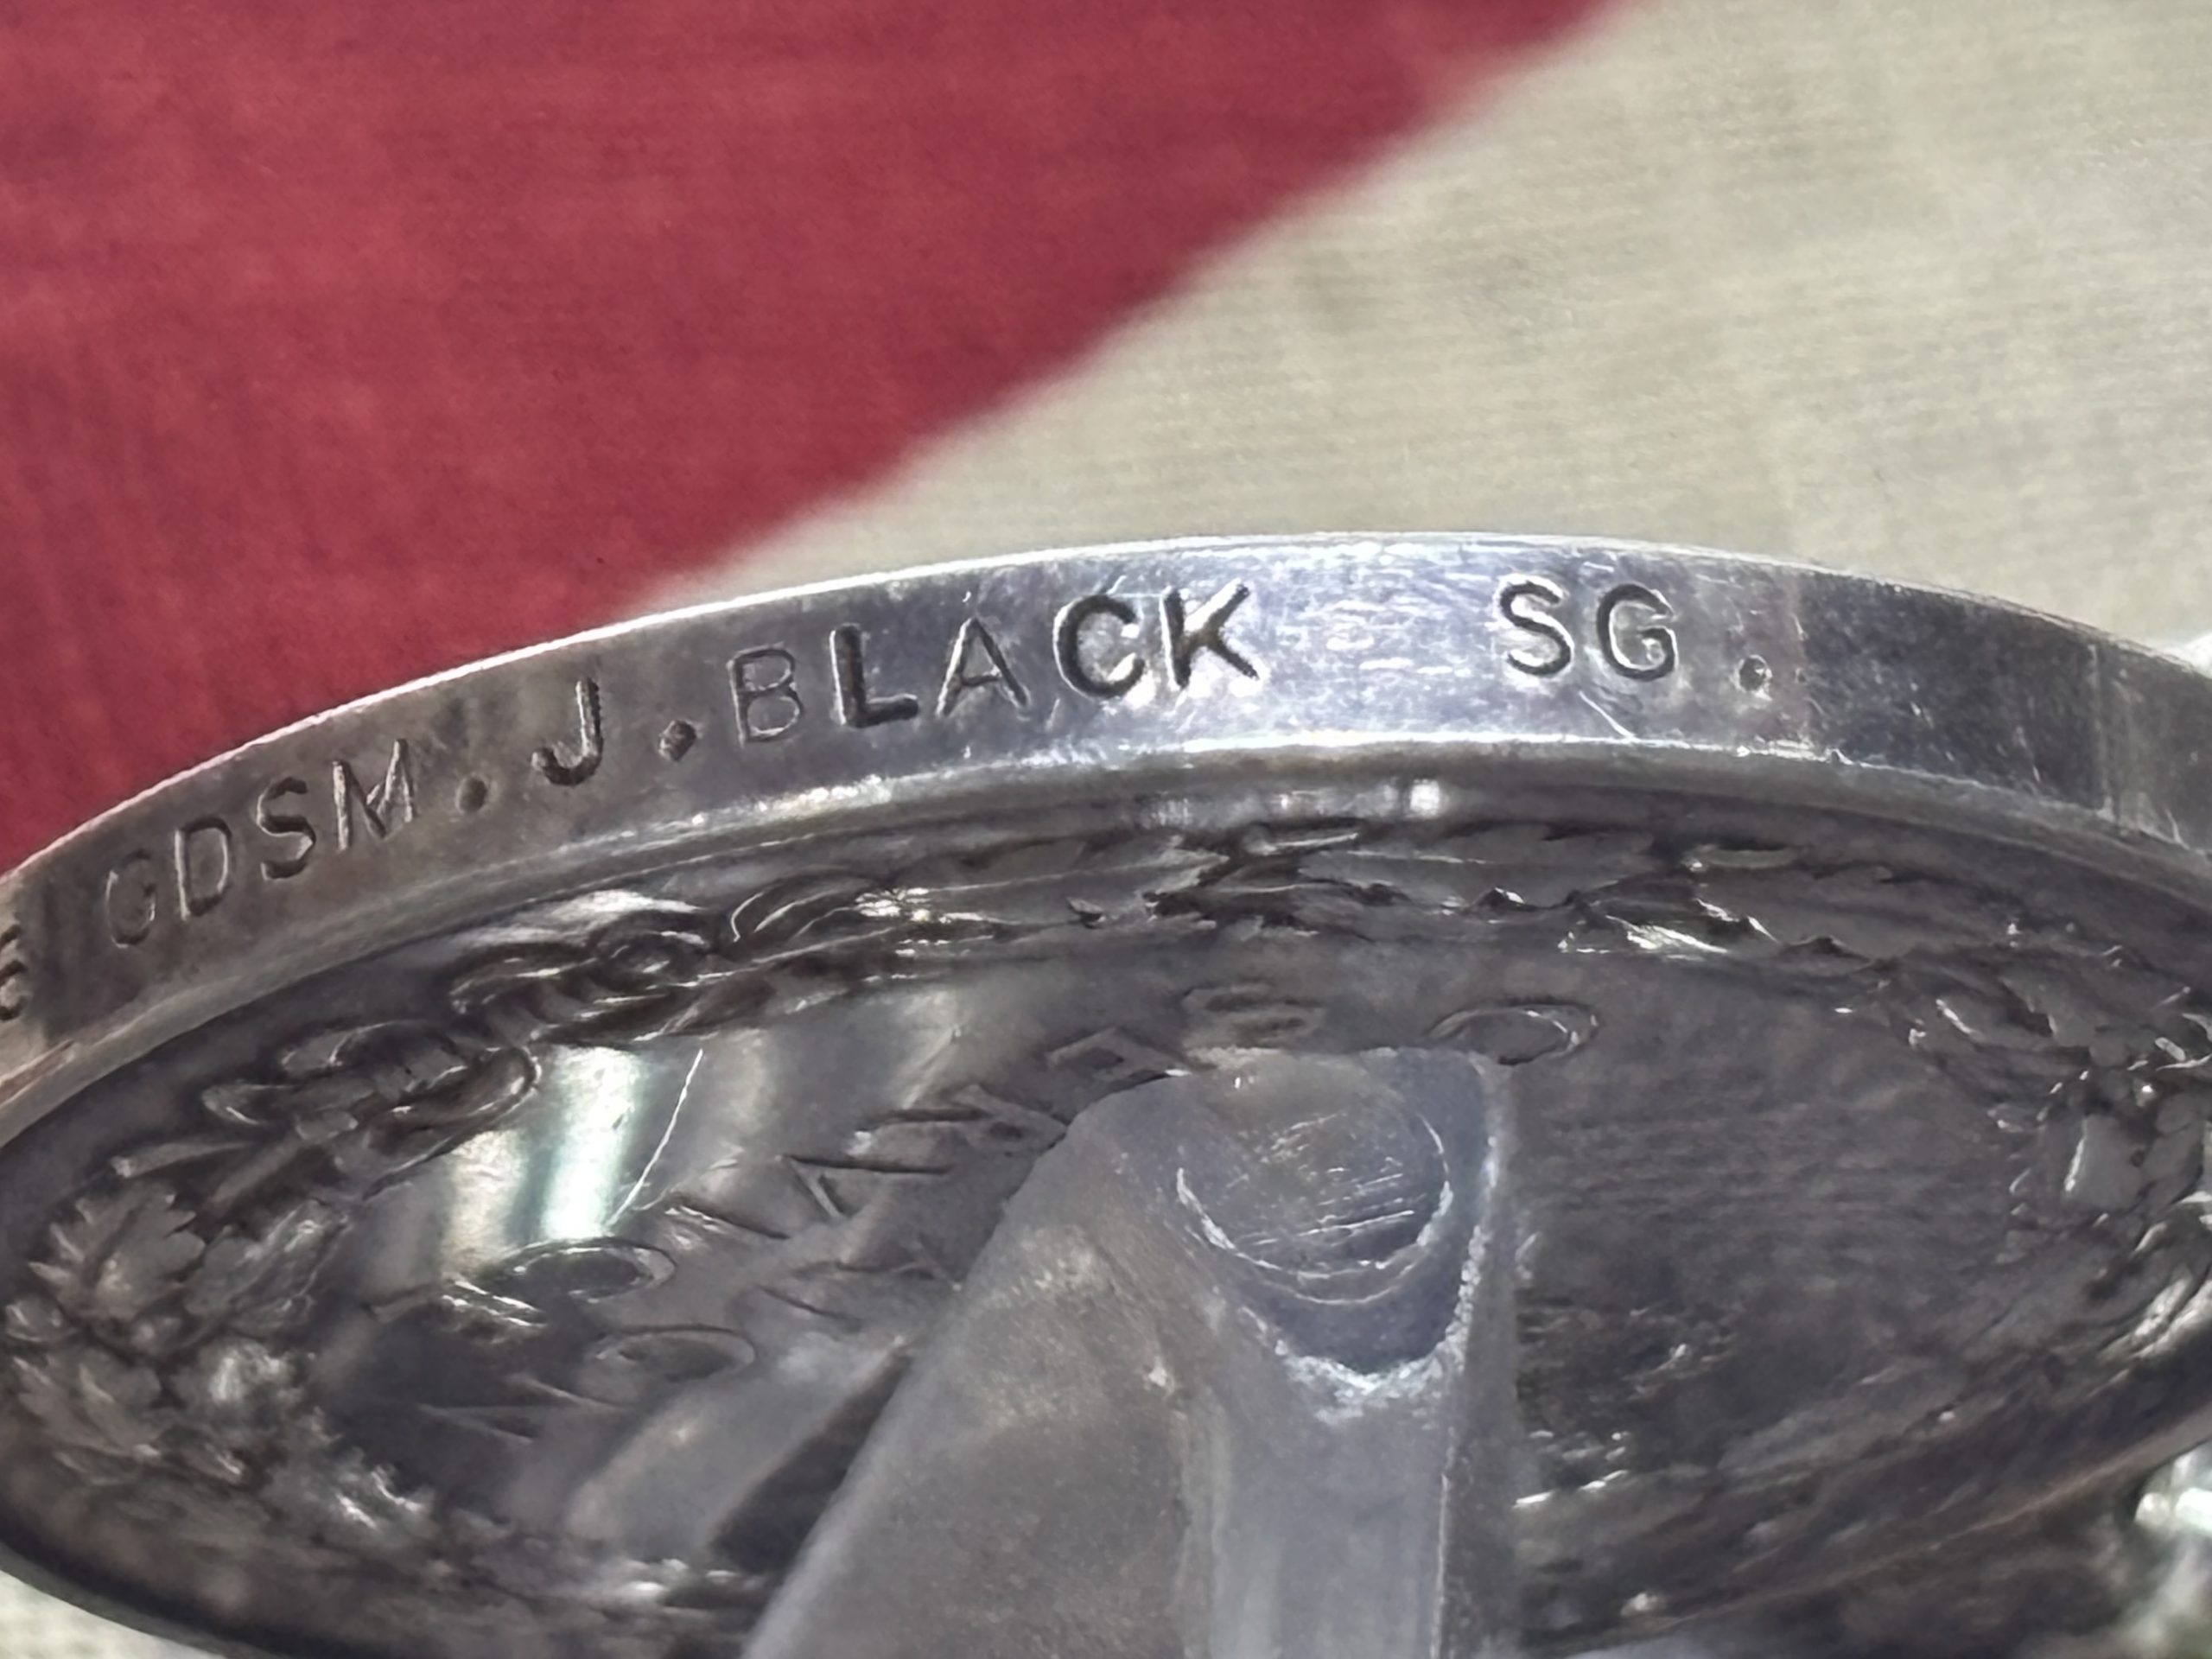 GDSM. J. BLACK SG.